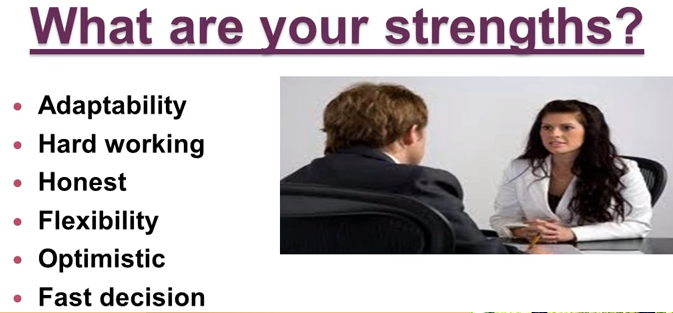 What are your strengths?
Adaptability
Hard working
Honest
Flexibility
Optimistic
Fast decision